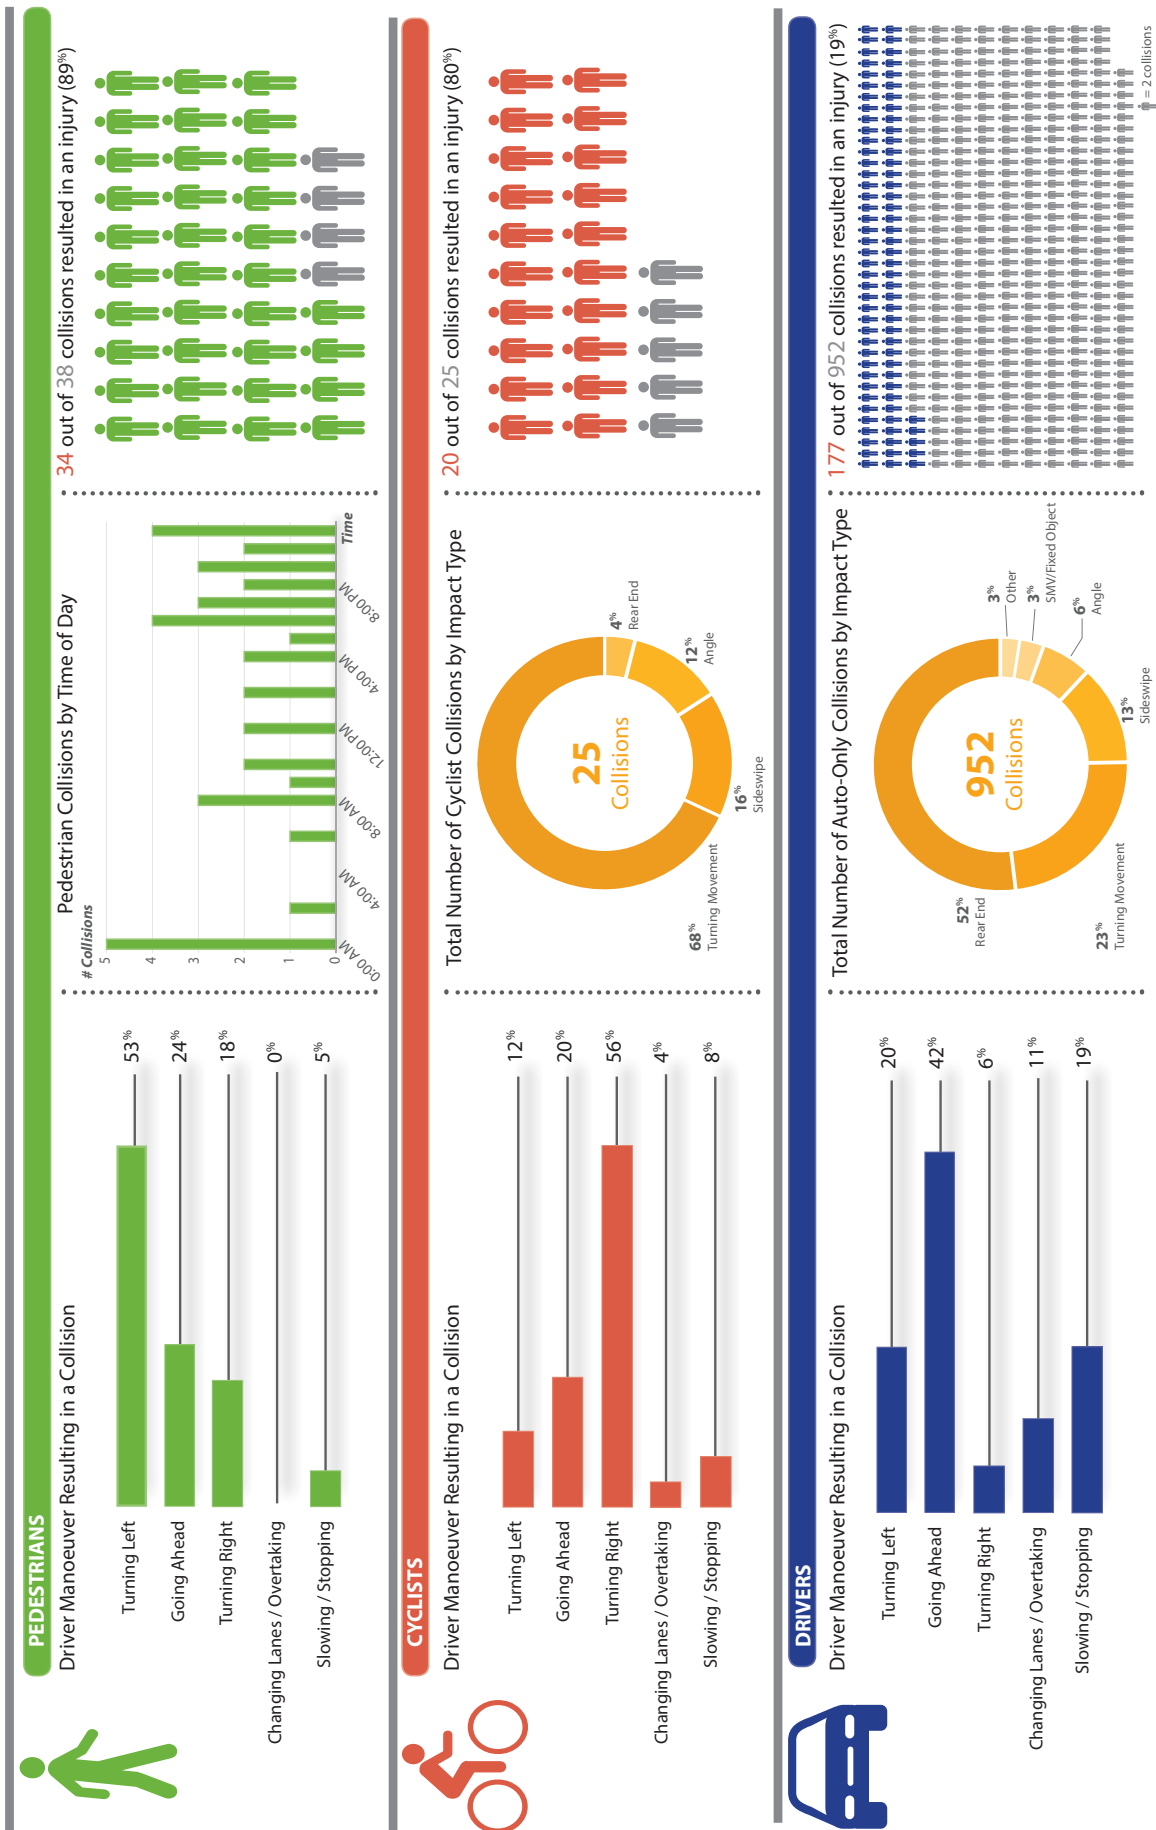 PEDESTRIANS
Driver Manoeuver Resulting in a Collision
Turning Left
53%
Going Ahead
24%
Turning Right
18%
Changing Lanes / Overtaking
0%
Slowing / Stopping
5%
Pedestrian Collisions by Time of Day
# Collisions
5
4
3
2
1
0
0:00 AM
4:00 AM
8:00 AM
12:00 PM
4:00 PM
8:00 PM
Time
34 out of 38 collisions resulted in an injury (89%)
CYCLISTS
Driver Manoeuver Resulting in a Collision
Turning Left
12%
Going Ahead
20%
Turning Right
56%
Changing Lanes / Overtaking
4%
Slowing / Stopping
8%
Total Number of Cyclist Collisions by Impact Type
25
Collisions
4%
Rear End
12%
Angle
16%
Sideswipe
68%
Turning Movement
20 out of 25 collisions resulted in an injury (80%)
DRIVERS
Driver Manoeuver Resulting in a Collision
Turning Left
20%
Going Ahead
42%
Turning Right
6%
Changing Lanes / Overtaking
11%
Slowing / Stopping
19%
Total Number of Auto-Only Collisions by Impact Type
952
Collisions
3%
Other
3%
SMV/Fixed Object
6%
Angle
13%
Sideswipe
23%
Turning Movement
52%
Rear End
177 out of 952 collisions resulted in an injury (19%)
= 2 collisions